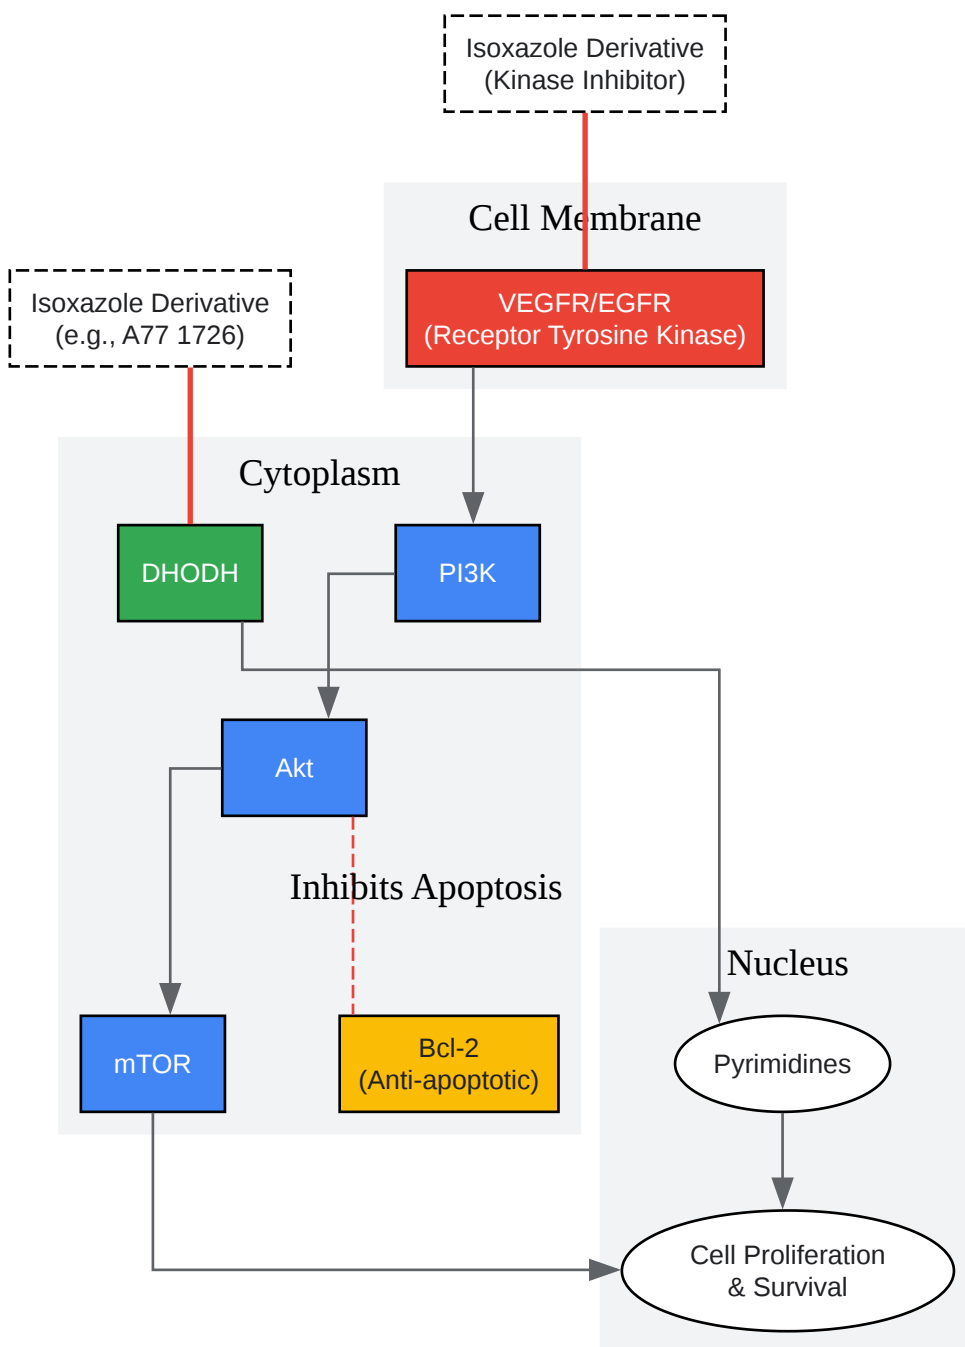 Isoxazole Derivative
(Kinase Inhibitor)
Cell Membrane
VEGFR/EGFR
(Receptor Tyrosine Kinase)
Isoxazole Derivative
(e.g., A77 1726)
Cytoplasm
DHODH
PI3K
Akt
Inhibits Apoptosis
mTOR
Bcl-2
(Anti-apoptotic)
Nucleus
Pyrimidines
Cell Proliferation
& Survival